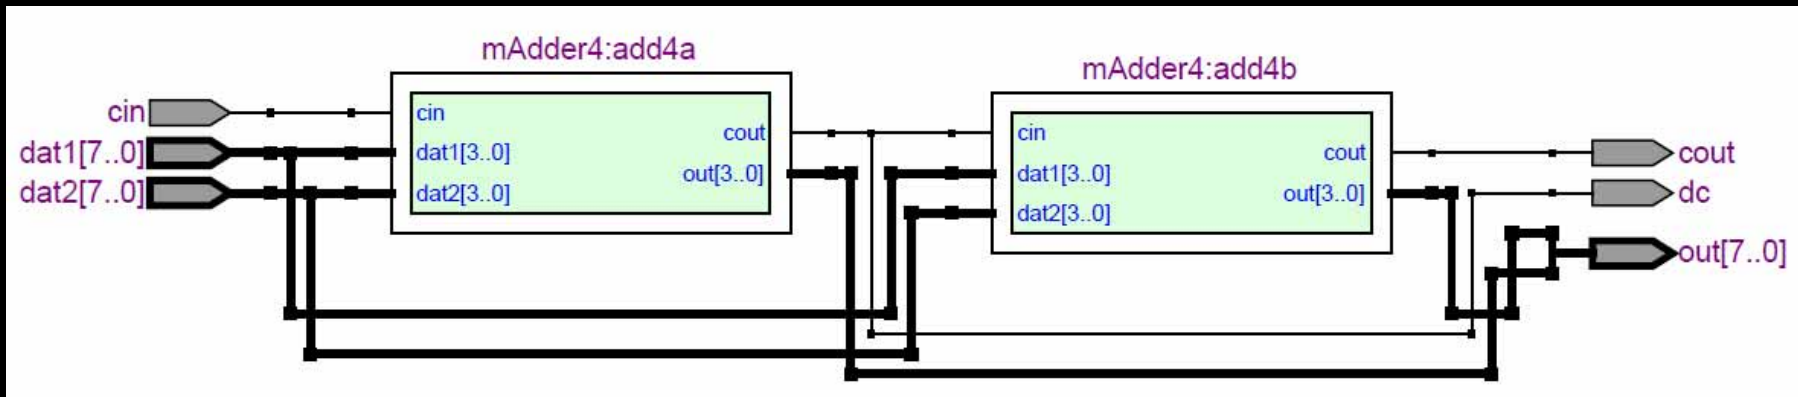 mAdder4:add4a
mAdder4:add4b
cin
dat1[7..0]
dat2[7..0]
cin
dat1[3..0]
dat2[3..0]
cout
out[3..0]
cin
dat1[3..0]
dat2[3..0]
cout
out[3..0]
cout
dc
out[7..0]